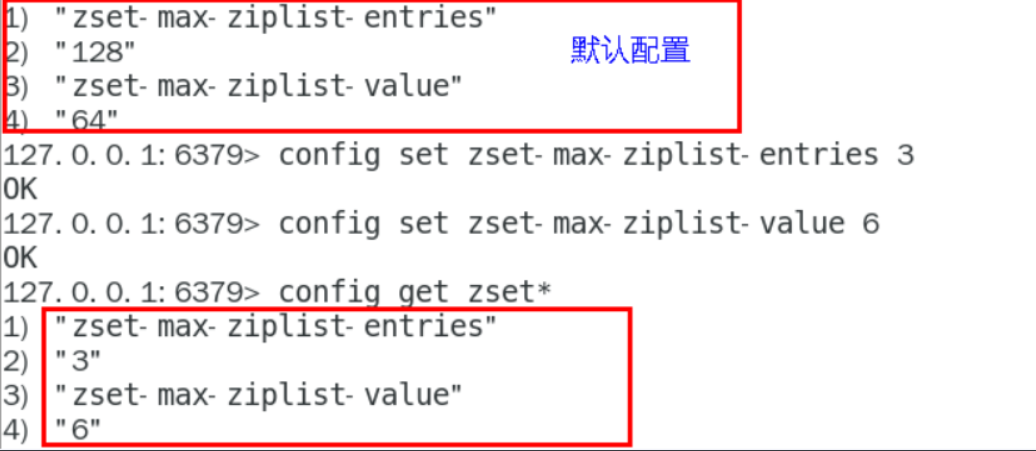 1) "zset-max-ziplist-entries"
2) "128"
默认配置
3) "zset-max-ziplist-value"
4) "64"
127.0.0.1:6379> config set zset-max-ziplist-entries 3
OK
127.0.0.1:6379> config set zset-max-ziplist-value 6
OK
127.0.0.1:6379> config get zset*
1) "zset-max-ziplist-entries"
2) "3"
3) "zset-max-ziplist-value"
4) "6"